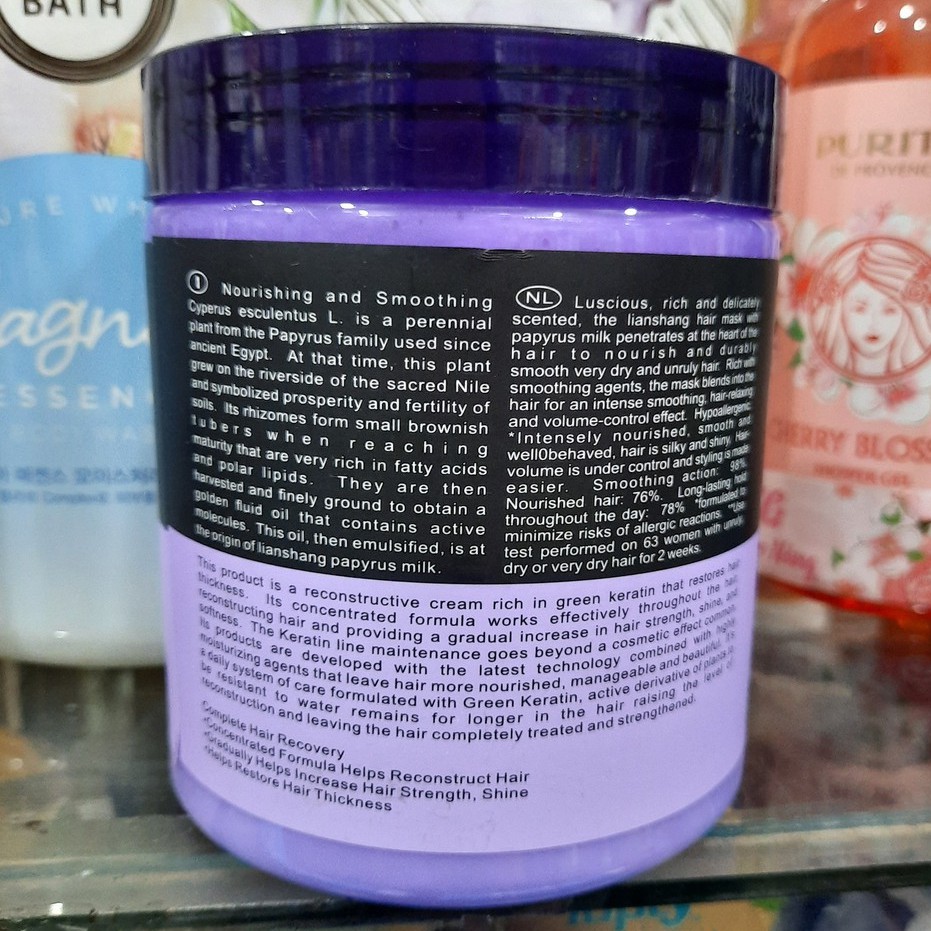 BATH
I Nourishing and Smoothing
Cyperus esculentus L. is a perennial
plant from the Papyrus family used since
ancient Egypt. At that time, this plant
grew on the riverside of the sacred Nile
and symbolized prosperity and fertility of
soils. Its rhizomes form small brownish
tubers when reaching
maturity that are very rich in fatty acids
and polar lipids. They are then
harvested and finely ground to obtain a
golden fluid oil that contains active
molecules. This oil, then emulsified, is at
the origin of lianshang papyrus milk.
NL Luscious, rich and delicately
scented, the lianshang hair mask with
papyrus milk penetrates at the heart of the
hair to nourish and durably
smooth very dry and unruly hair. Rich with
smoothing agents, the mask blends into the
hair for an intense smoothing, hair-relaxing
and volume-control effect. Hypoallergenic
*Intensely nourished, smooth and
well0behaved, hair is silky and shiny. Hair-
volume is under control and styling is made
easier. Smoothing action: 98%
Nourished hair: 76%. Long-lasting hold
throughout the day: 78% *formulated to
minimize risks of allergic reactions. **Use
test performed on 63 women with unruly,
dry or very dry hair for 2 weeks.
This product is a reconstructive cream rich in green keratin that restores hair
thickness. Its concentrated formula works effectively throughout the hair,
reconstructing hair and providing a gradual increase in hair strength, shine, and
softness. The Keratin line maintenance goes beyond a cosmetic effect common,
its products are developed with the latest technology combined with highly
moisturizing agents that leave hair more nourished, manageable and beautiful. It's
a daily system of care formulated with Green Keratin, active derivative of plants to
be resistant to water remains for longer in the hair raising the level of
reconstruction and leaving the hair completely treated and strengthened.
Complete Hair Recovery
•Concentrated Formula Helps Reconstruct Hair
•Gradually Helps Increase Hair Strength, Shine
•Helps Restore Hair Thickness
PURIT
CHERRY BLOSS
SHOWER GEL